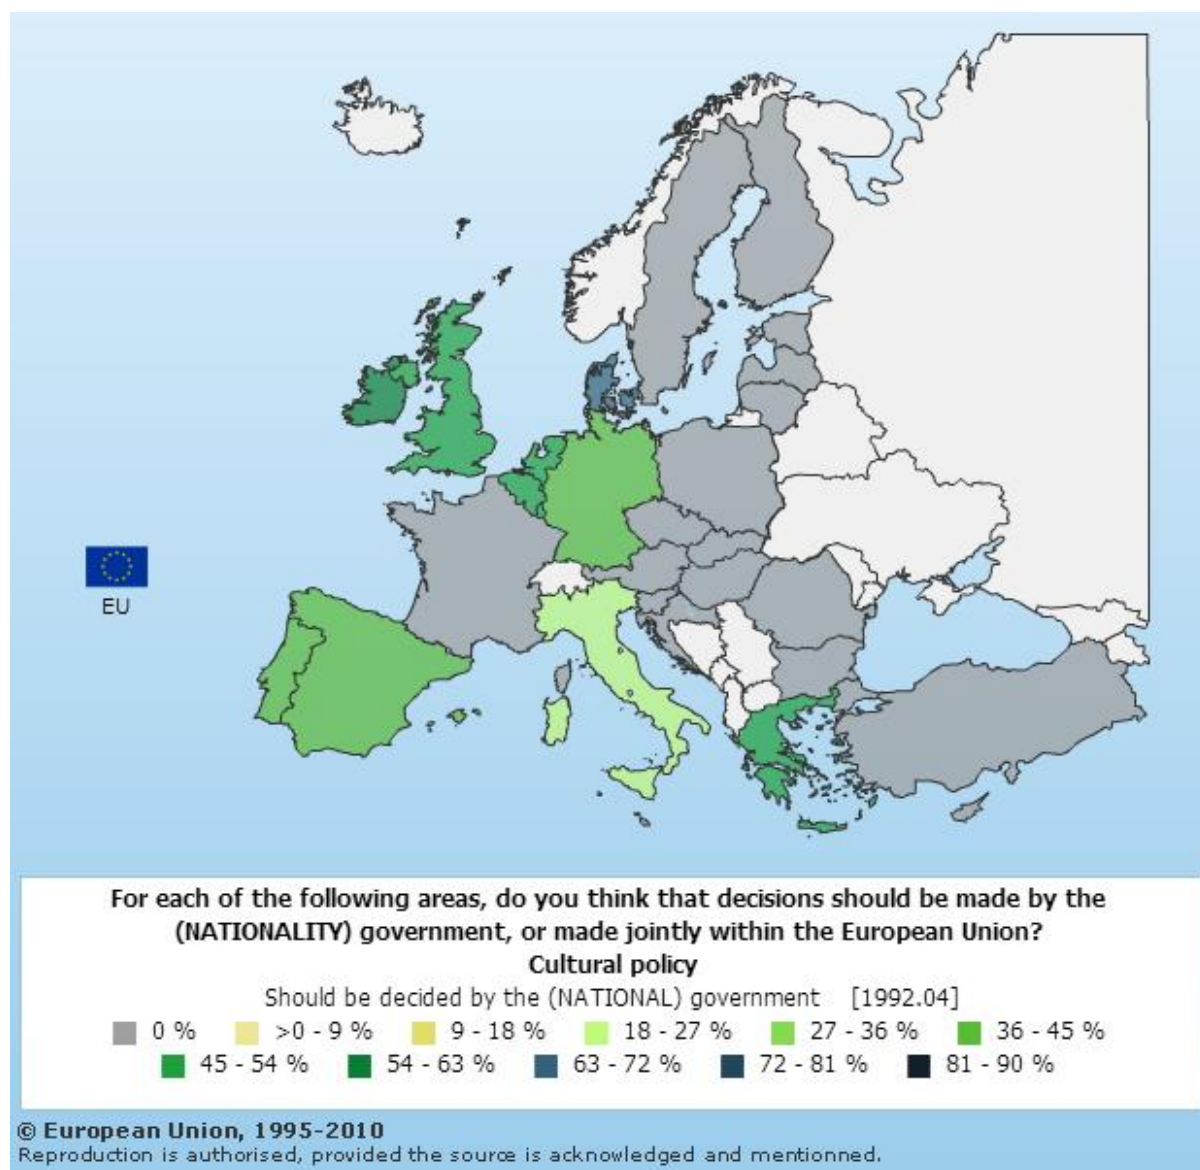 EU
For each of the following areas, do you think that decisions should be made by the
(NATIONALITY) government, or made jointly within the European Union?
Cultural policy
Should be decided by the (NATIONAL) government [1992.04]
0 % >0 - 9 % 9 - 18 % 18 - 27 % 27 - 36 % 36 - 45 %
45 - 54 % 54 - 63 % 63 - 72 % 72 - 81 % 81 - 90 %
© European Union, 1995-2010
Reproduction is authorised, provided the source is acknowledged and mentionned.